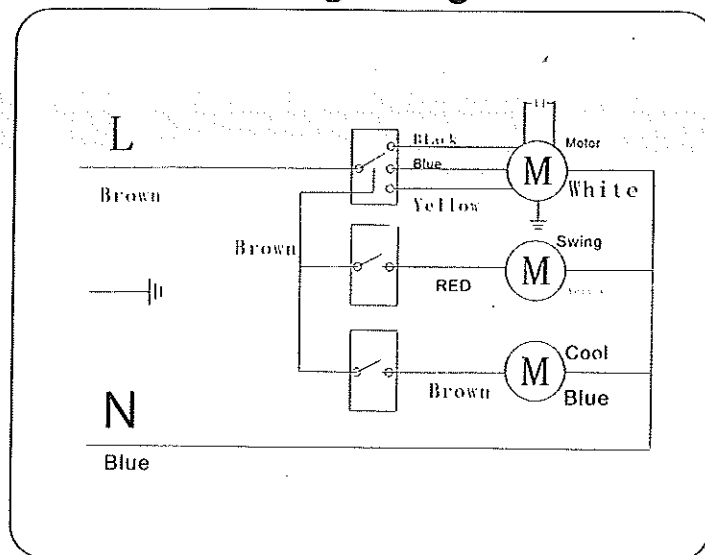 L
Brown
Black
Blue
Yellow
Motor
M
White
Brown
RED
Swing
M
Brown
Cool
M
Blue
N
Blue